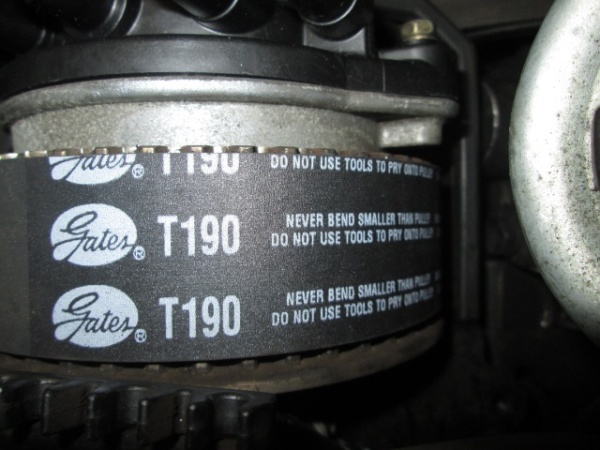 Gates® T190 DO NOT USE TOOLS TO PRY ONTO PULLEY
NEVER BEND SMALLER THAN PULLEY
Gates® T190 DO NOT USE TOOLS TO PRY ONTO PULLEY
NEVER BEND SMALLER THAN PULLEY
Gates® T190 DO NOT USE TOOLS TO PRY ONTO PULLEY